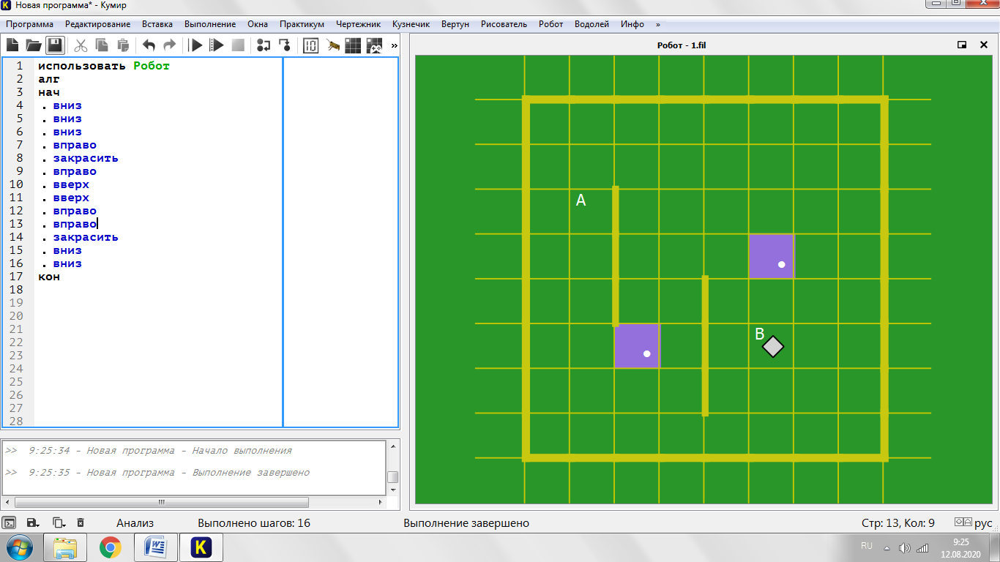 Новая программа* - Кумир
Программа Редактирование Вставка Выполнение Окна Практикум Чертежник Кузнечик Вертун Рисователь Робот Водолей Инфо »
»
Робот - 1.fil
1 использовать Робот
2 алг
3 нач
4 . вниз
5 . вниз
6 . вниз
7 . вправо
8 . закрасить
9 . вправо
10 . вверх
11 . вверх
12 . вправо
13 . вправо
14 . закрасить
15 . вниз
16 . вниз
17 кон
18
19
20
21
22
23
24
25
26
27
28
A
B
>> 9:25:34 - Новая программа - Начало выполнения
>> 9:25:35 - Новая программа - Выполнение завершено
Анализ Выполнено шагов: 16 Выполнение завершено Стр: 13, Кол: 9 рус
RU 9:25
12.08.2020